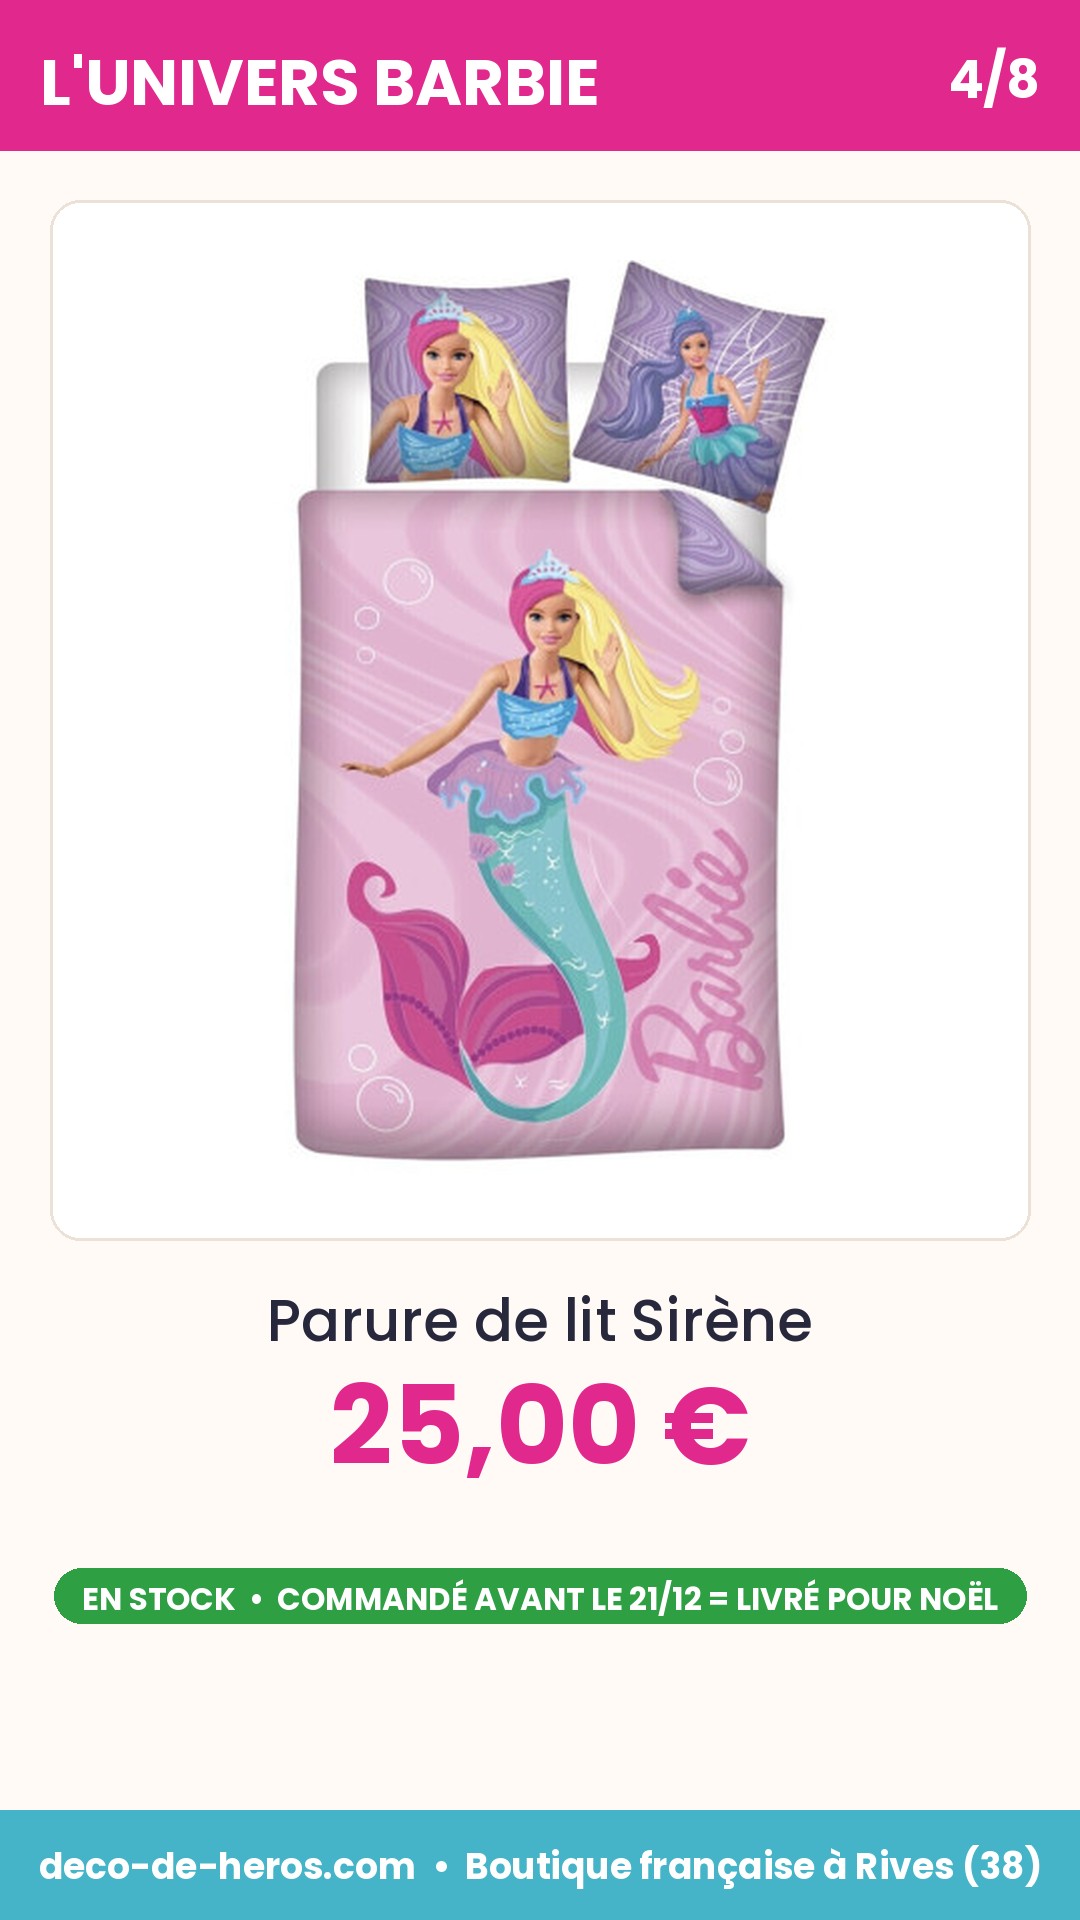 L'UNIVERS BARBIE
4/8
Barbie
Parure de lit Sirène
25,00 €
EN STOCK • COMMANDÉ AVANT LE 21/12 = LIVRÉ POUR NOËL
deco-de-heros.com • Boutique française à Rives (38)